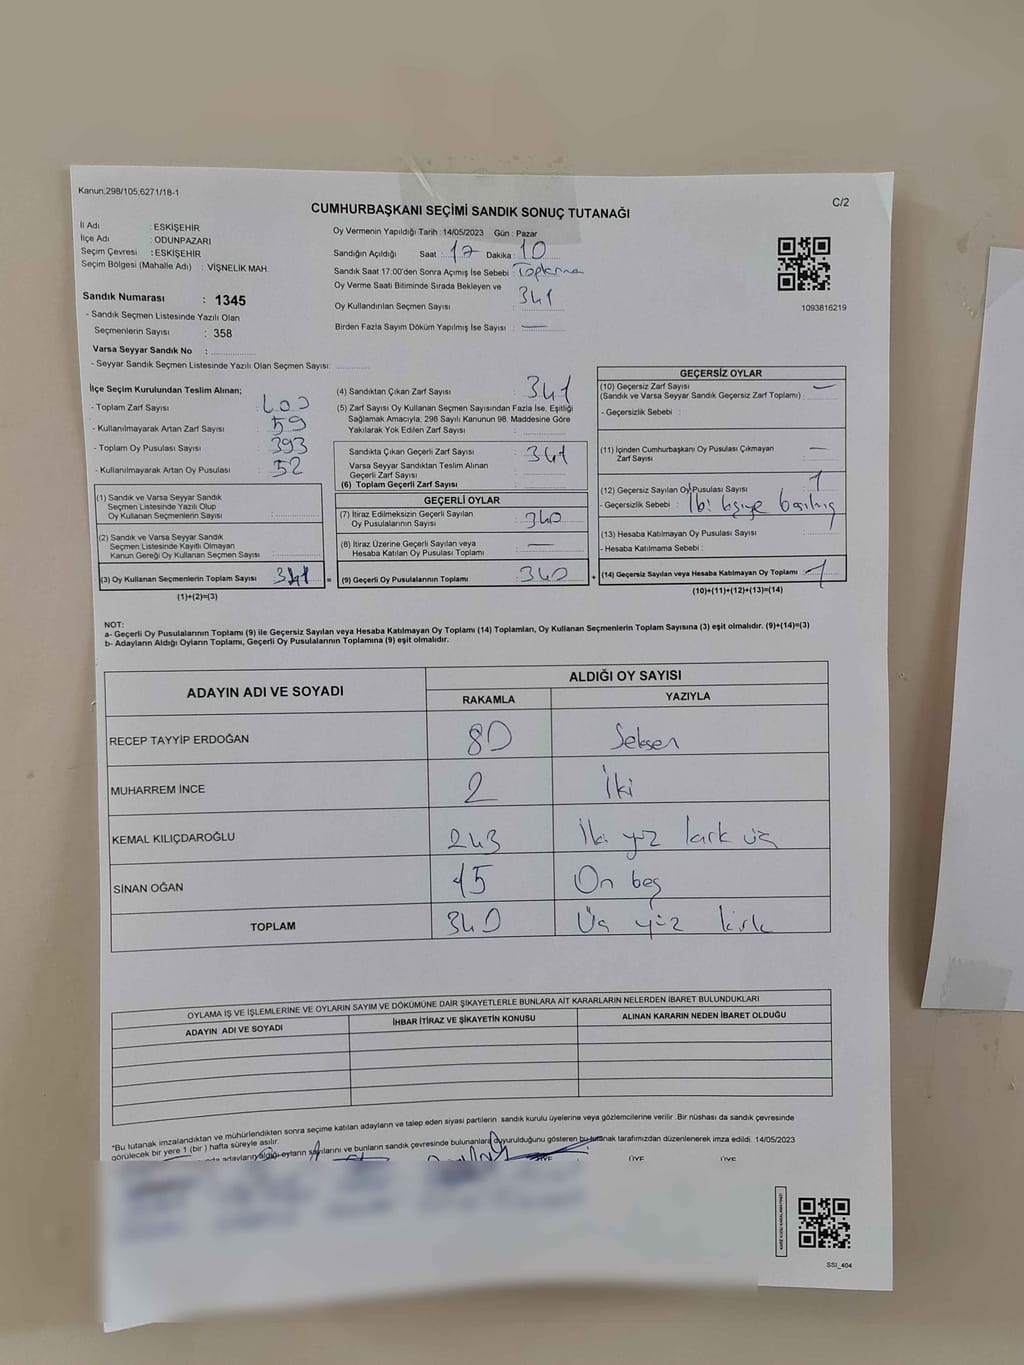 Kanun;298/105;6271/18-1
C/2
CUMHURBAŞKANI SEÇİMİ SANDIK SONUÇ TUTANAĞI
İl Adı : ESKİŞEHİR
İlçe Adı : ODUNPAZARI
Seçim Çevresi : ESKİŞEHİR
Seçim Bölgesi (Mahalle Adı) : VİŞNELİK MAH.
Sandık Numarası : 1345
- Sandık Seçmen Listesinde Yazılı Olan
Seçmenlerin Sayısı : 358
Varsa Seyyar Sandık No :
- Seyyar Sandık Seçmen Listesinde Yazılı Olan Seçmen Sayısı:
Oy Vermenin Yapıldığı Tarih : 14/05/2023 Gün : Pazar
Sandığın Açıldığı Saat : 17 Dakika : 10
Sandık Saat 17:00'den Sonra Açımış İse Sebebi :
Oy Verme Saati Bitiminde Sırada Bekleyen ve
Oy Kullandırılan Seçmen Sayısı : 341
Birden Fazla Sayım Döküm Yapılmış İse Sayısı : —
1093816219
İlçe Seçim Kurulundan Teslim Alınan;
- Toplam Zarf Sayısı : 400
- Kullanılmayarak Artan Zarf Sayısı : 59
- Toplam Oy Pusulası Sayısı : 393
- Kullanılmayarak Artan Oy Pusulası : 52
(1) Sandık ve Varsa Seyyar Sandık
Seçmen Listesinde Yazılı Olup
Oy Kullanan Seçmenlerin Sayısı :
(2) Sandık ve Varsa Seyyar Sandık
Seçmen Listesinde Kayıtlı Olmayan
Kanun Gereği Oy Kullanan Seçmen Sayısı :
(3) Oy Kullanan Seçmenlerin Toplam Sayısı 341 =
(1)+(2)=(3)
(4) Sandıktan Çıkan Zarf Sayısı : 341
(5) Zarf Sayısı Oy Kullanan Seçmen Sayısından Fazla İse, Eşitliği
Sağlamak Amacıyla; 298 Sayılı Kanunun 98. Maddesine Göre
Yakılarak Yok Edilen Zarf Sayısı :
Sandıkta Çıkan Geçerli Zarf Sayısı : 341
Varsa Seyyar Sandıktan Teslim Alınan
Geçerli Zarf Sayısı :
(6) Toplam Geçerli Zarf Sayısı :
GEÇERLİ OYLAR
(7) İtiraz Edilmeksizin Geçerli Sayılan
Oy Pusulalarının Sayısı : 340
(8) İtiraz Üzerine Geçerli Sayılan veya
Hesaba Katılan Oy Pusulası Toplamı : —
(9) Geçerli Oy Pusulalarının Toplamı : 340 +
GEÇERSİZ OYLAR
(10) Geçersiz Zarf Sayısı
(Sandık ve Varsa Seyyar Sandık Geçersiz Zarf Toplamı) : —
- Geçersizlik Sebebi :
(11) İçinden Cumhurbaşkanı Oy Pusulası Çıkmayan
Zarf Sayısı : —
(12) Geçersiz Sayılan Oy Pusulası Sayısı : 1
- Geçersizlik Sebebi :
(13) Hesaba Katılmayan Oy Pusulası Sayısı :
- Hesaba Katılmama Sebebi :
(14) Geçersiz Sayılan veya Hesaba Katılmayan Oy Toplamı : 1
(10)+(11)+(12)+(13)=(14)
NOT:
a- Geçerli Oy Pusulalarının Toplamı (9) ile Geçersiz Sayılan veya Hesaba Katılmayan Oy Toplamı (14) Toplamları, Oy Kullanan Seçmenlerin Toplam Sayısına (3) eşit olmalıdır. (9)+(14)=(3)
b- Adayların Aldığı Oyların Toplamı, Geçerli Oy Pusulalarının Toplamına (9) eşit olmalıdır.
ADAYIN ADI VE SOYADI ALDIĞI OY SAYISI
RAKAMLA YAZIYLA
RECEP TAYYİP ERDOĞAN 80 Seksen
MUHARREM İNCE 2 İki
KEMAL KILIÇDAROĞLU 243 İki yüz kırk üç
SİNAN OĞAN 15 On beş
TOPLAM 340 Üç yüz kırk
OYLAMA İŞ VE İŞLEMLERİNE VE OYLARIN SAYIM VE DÖKÜMÜNE DAİR ŞİKAYETLERLE BUNLARA AİT KARARLARIN NELERDEN İBARET BULUNDUKLARI
ADAYIN ADI VE SOYADI İHBAR İTİRAZ VE ŞİKAYETİN KONUSU ALINAN KARARIN NEDEN İBARET OLDUĞU
*Bu tutanak imzalandıktan ve mühürlendikten sonra seçime katılan adayların ve talep eden siyasi partilerin sandık kurulu üyelerine veya gözlemcilerine verilir .Bir nüshası da sandık çevresinde
görülecek bir yere 1 (bir ) hafta süreyle asılır.
adayların aldığı oyların sayılarını ve bunların sandık çevresinde bulunanlara duyurulduğunu gösteren bu tutanak tarafımızdan düzenlenerek imza edildi. 14/05/2023
ÜYE ÜYE ÜYE
SSI_404